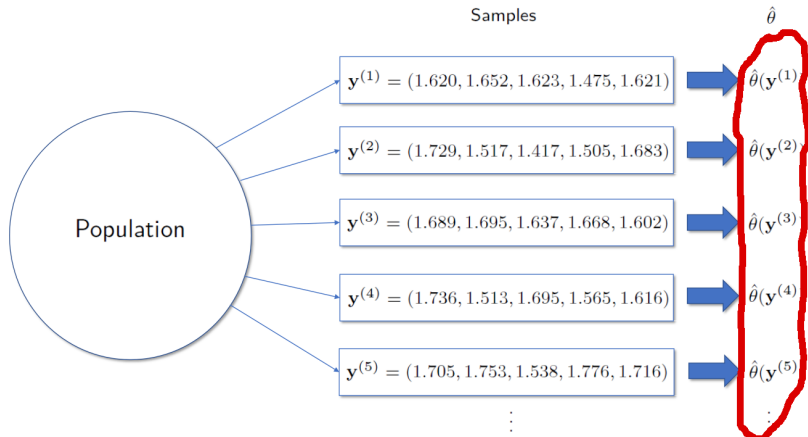 Samples
θ̂
y⁽¹⁾ = (1.620, 1.652, 1.623, 1.475, 1.621)
θ̂(y⁽¹⁾
y⁽²⁾ = (1.729, 1.517, 1.417, 1.505, 1.683)
θ̂(y⁽²⁾
Population
y⁽³⁾ = (1.689, 1.695, 1.637, 1.668, 1.602)
θ̂(y⁽³⁾
y⁽⁴⁾ = (1.736, 1.513, 1.695, 1.565, 1.616)
θ̂(y⁽⁴⁾
y⁽⁵⁾ = (1.705, 1.753, 1.538, 1.776, 1.716)
θ̂(y⁽⁵⁾
⋮
⋮